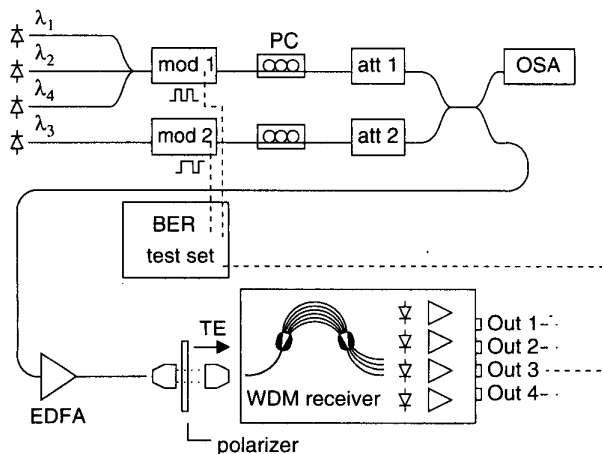 λ1
λ2
λ4
λ3
mod 1
PC
att 1
OSA
mod 2
att 2
BER
test set
TE
EDFA
polarizer
WDM receiver
Out 1
Out 2
Out 3
Out 4